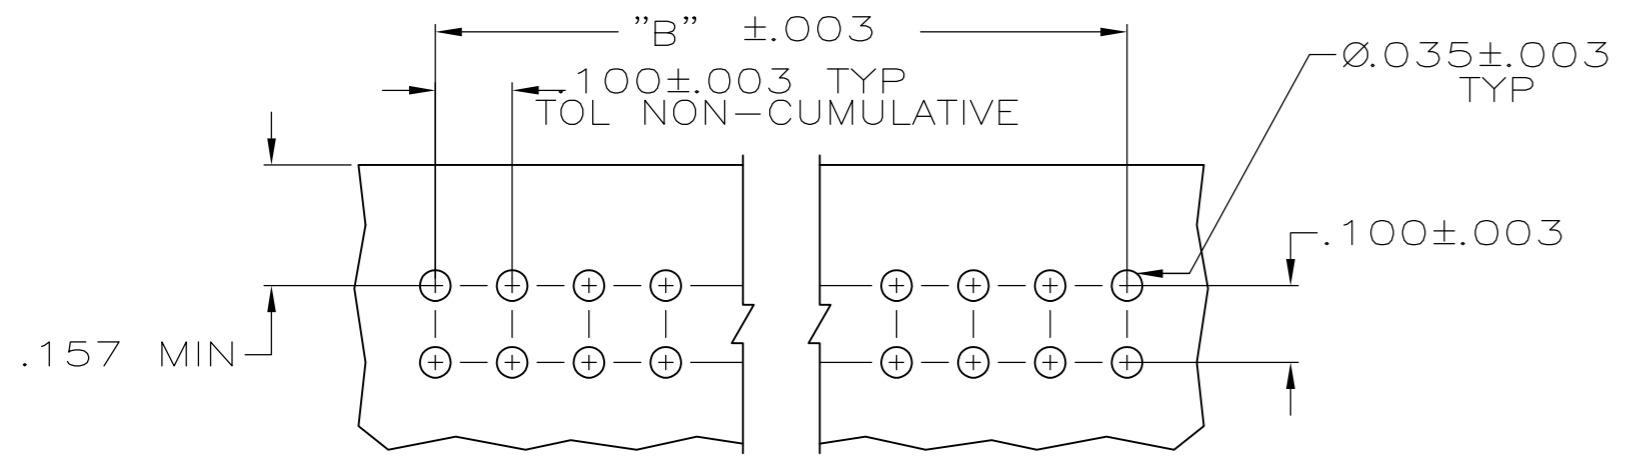 ”B” ±.003
.100±.003 TYP
TOL NON-CUMULATIVE
Ø.035±.003
TYP
.100±.003
.157 MIN